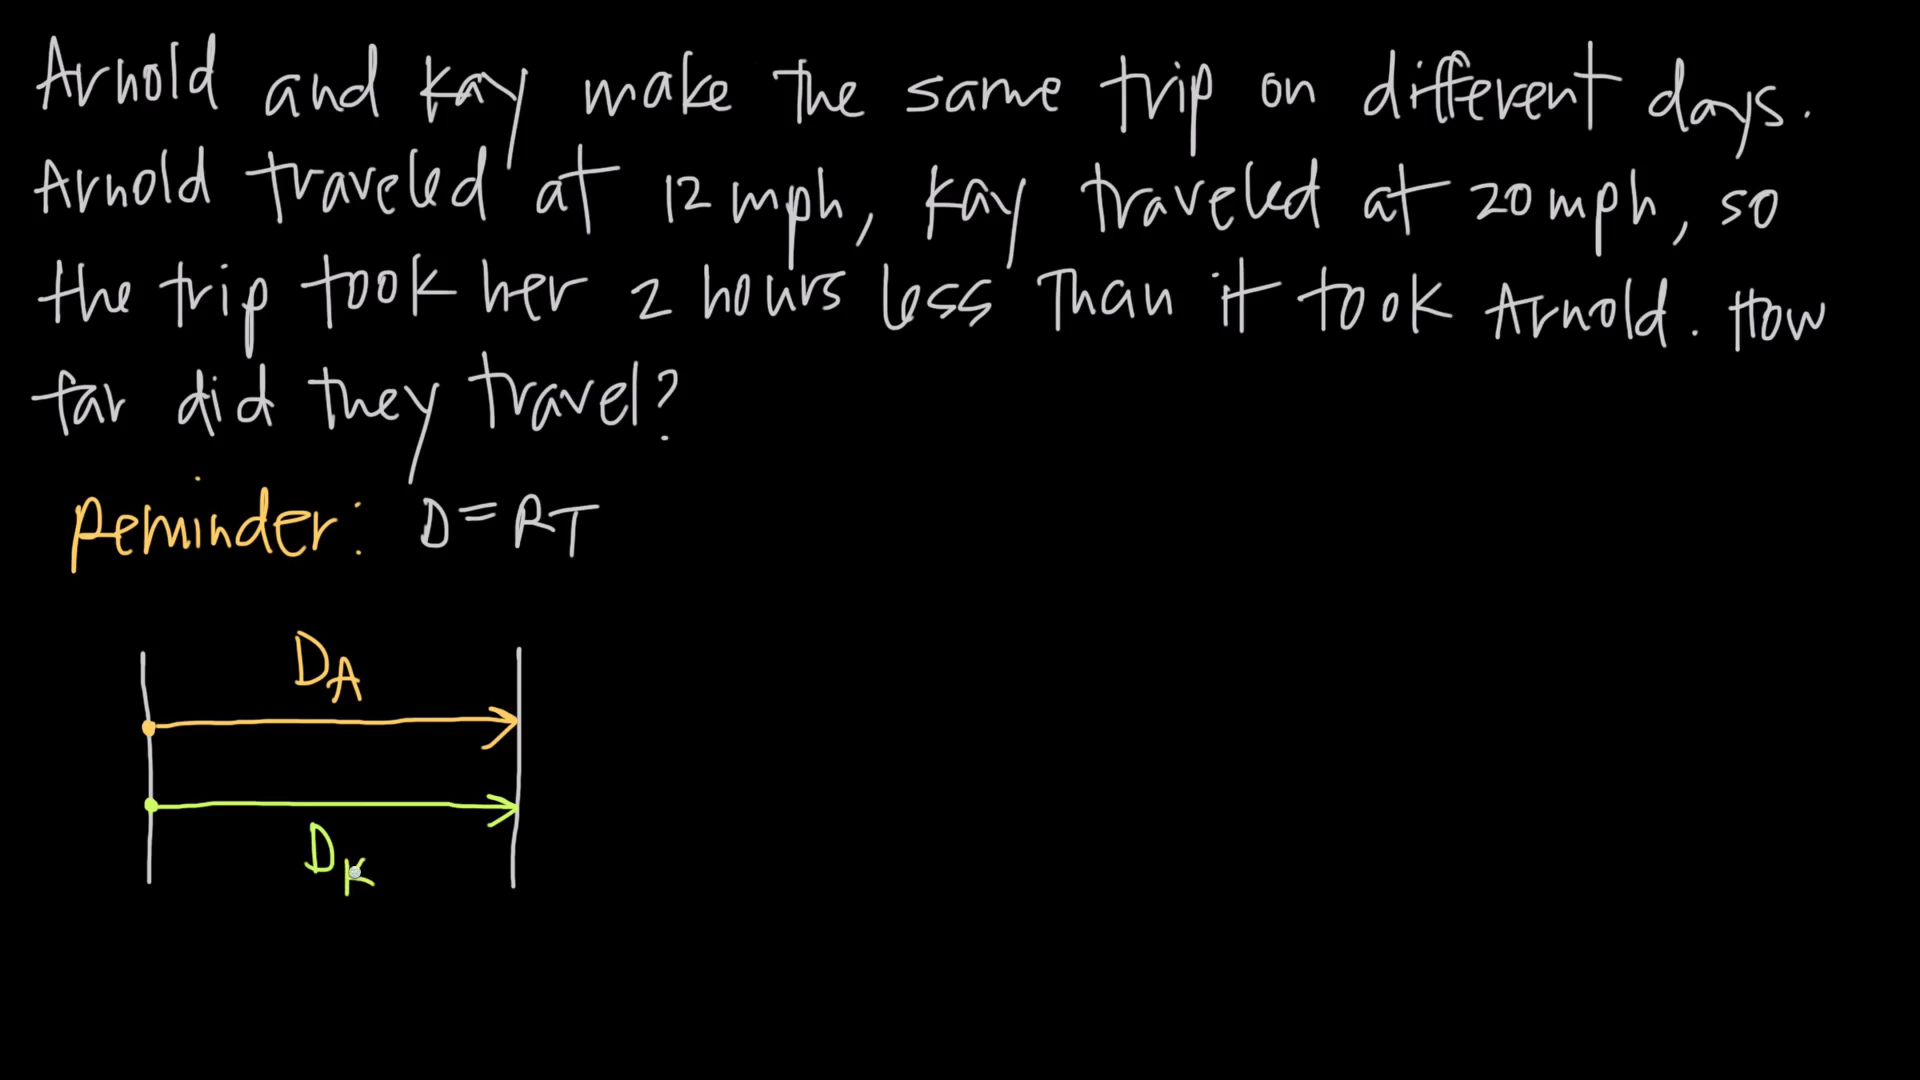 Arnold and Kay make the same trip on different days.
Arnold traveled at 12 mph, Kay traveled at 20 mph, so
the trip took her 2 hours less than it took Arnold. How
far did they travel?
Reminder: D = RT
D_A
D_K